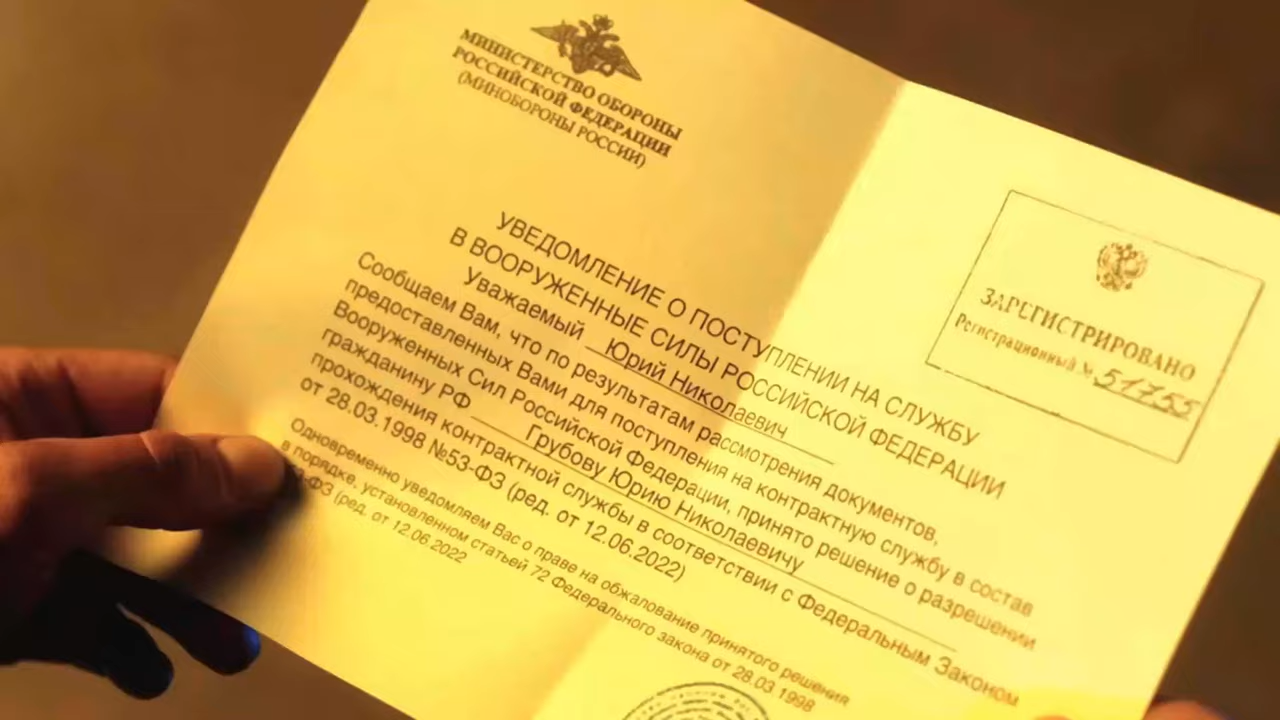 МИНИСТЕРСТВО ОБОРОНЫ
РОССИЙСКОЙ ФЕДЕРАЦИИ
(МИНОБОРОНЫ РОССИИ)
ЗАРЕГИСТРИРОВАНО
Регистрационный № 51755
УВЕДОМЛЕНИЕ О ПОСТУПЛЕНИИ НА СЛУЖБУ
В ВООРУЖЕННЫЕ СИЛЫ РОССИЙСКОЙ ФЕДЕРАЦИИ
Уважаемый Юрий Николаевич
Сообщаем Вам, что по результатам рассмотрения документов,
предоставленных Вами для поступления на контрактную службу в состав
Вооруженных Сил Российской Федерации, принято решение о разрешении
гражданину РФ Грубову Юрию Николаевичу
прохождения контрактной службы в соответствии с Федеральным Законом
от 28.03.1998 №53-ФЗ (ред. от 12.06.2022)
Одновременно уведомляем Вас о праве на обжалование принятого решения
в порядке, установленном статьей 72 Федерального закона от 28.03 1998
-ФЗ (ред. от 12.06.2022